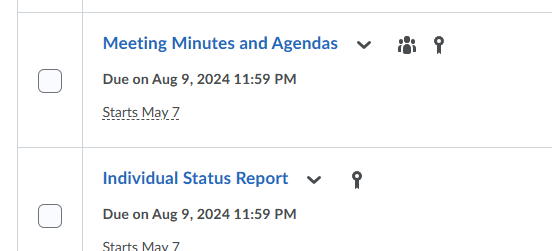 Meeting Minutes and Agendas
Due on Aug 9, 2024 11:59 PM
Starts May 7
Individual Status Report
Due on Aug 9, 2024 11:59 PM
Starts May 7